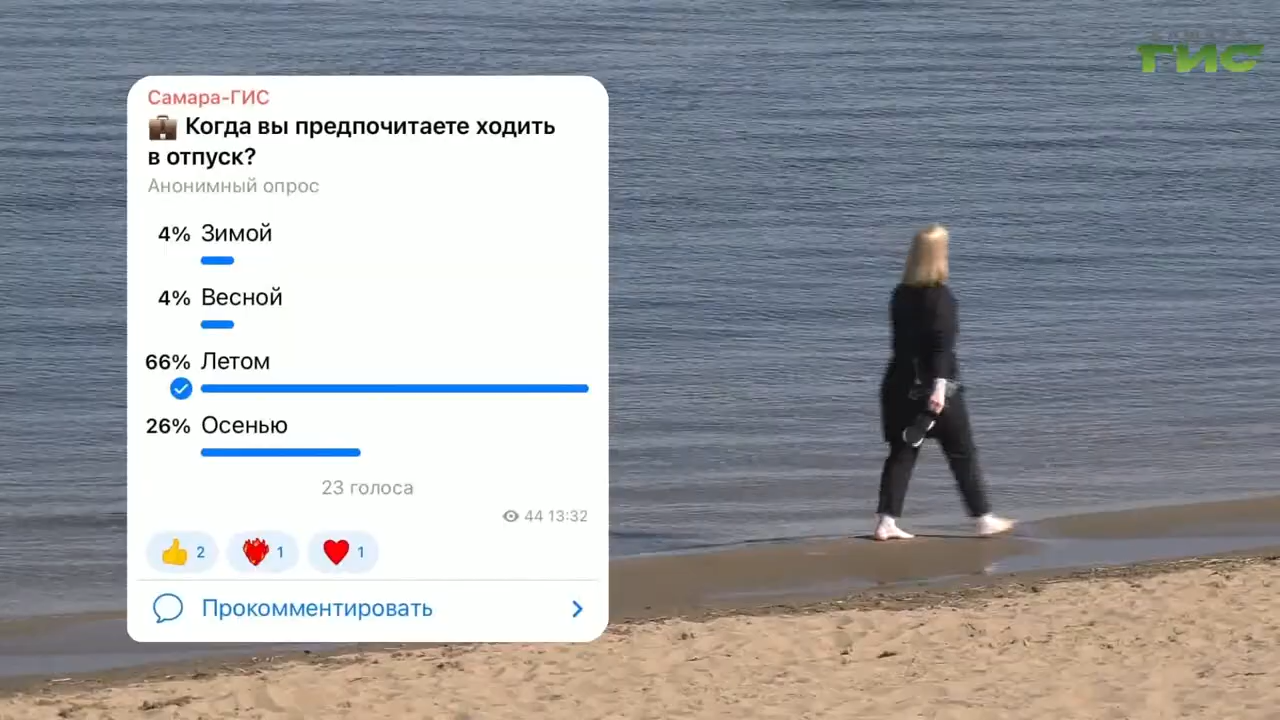 САМАРА
ГИС
Самара-ГИС
Когда вы предпочитаете ходить
в отпуск?
Анонимный опрос
4% Зимой
4% Весной
66% Летом
26% Осенью
23 голоса
44 13:32
2 1 1
Прокомментировать